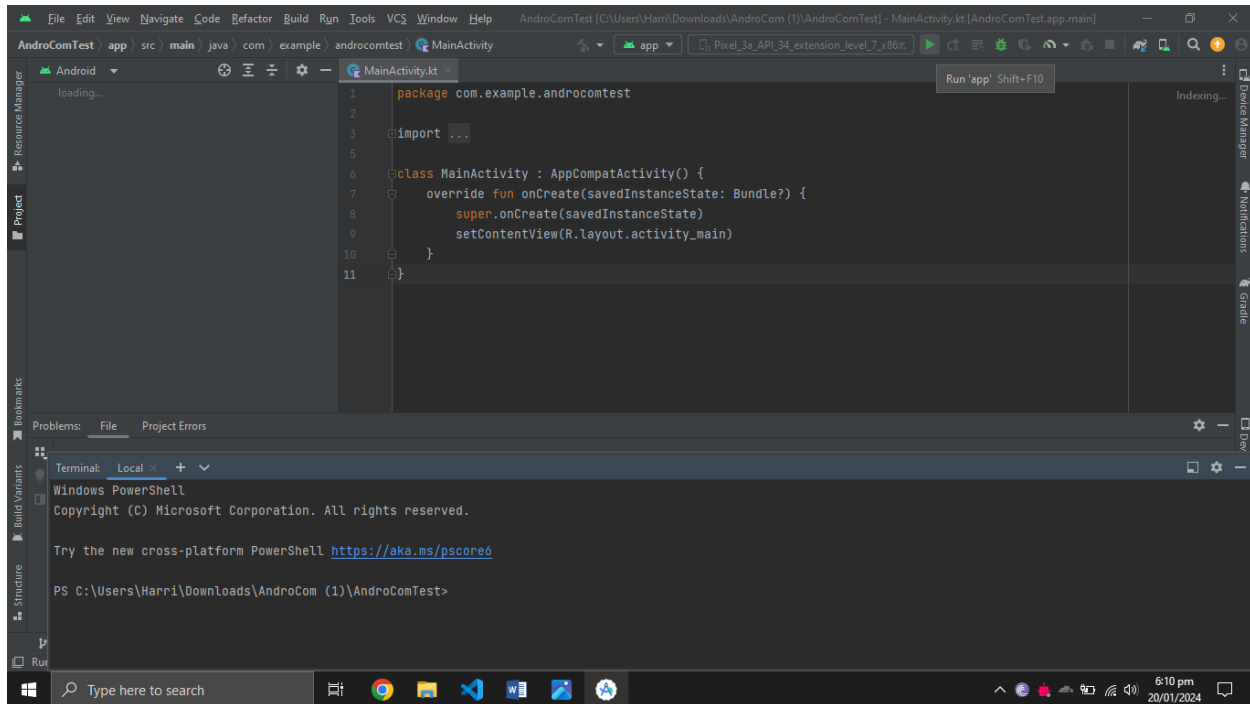 File Edit View Navigate Code Refactor Build Run Tools VCS Window Help AndroComTest [C:\Users\Harri\Downloads\AndroCom (1)\AndroComTest] - MainActivity.kt [AndroComTest.app.main]
AndroComTest app src main java com example androcomtest MainActivity app Pixel_3a_API_34_extension_level_7_x86
Android MainActivity.kt
Run 'app' Shift+F10
loading...
Indexing...
1 package com.example.androcomtest
2
3 import ...
5
6 class MainActivity : AppCompatActivity() {
7 override fun onCreate(savedInstanceState: Bundle?) {
8 super.onCreate(savedInstanceState)
9 setContentView(R.layout.activity_main)
10 }
11 }
Resource Manager
Project
Bookmarks
Build Variants
Structure
Device Manager
Notifications
Gradle
Dev
Problems: File Project Errors
Terminal: Local
Windows PowerShell
Copyright (C) Microsoft Corporation. All rights reserved.
Try the new cross-platform PowerShell https://aka.ms/pscore6
PS C:\Users\Harri\Downloads\AndroCom (1)\AndroComTest>
Run
Type here to search
6:10 pm
20/01/2024